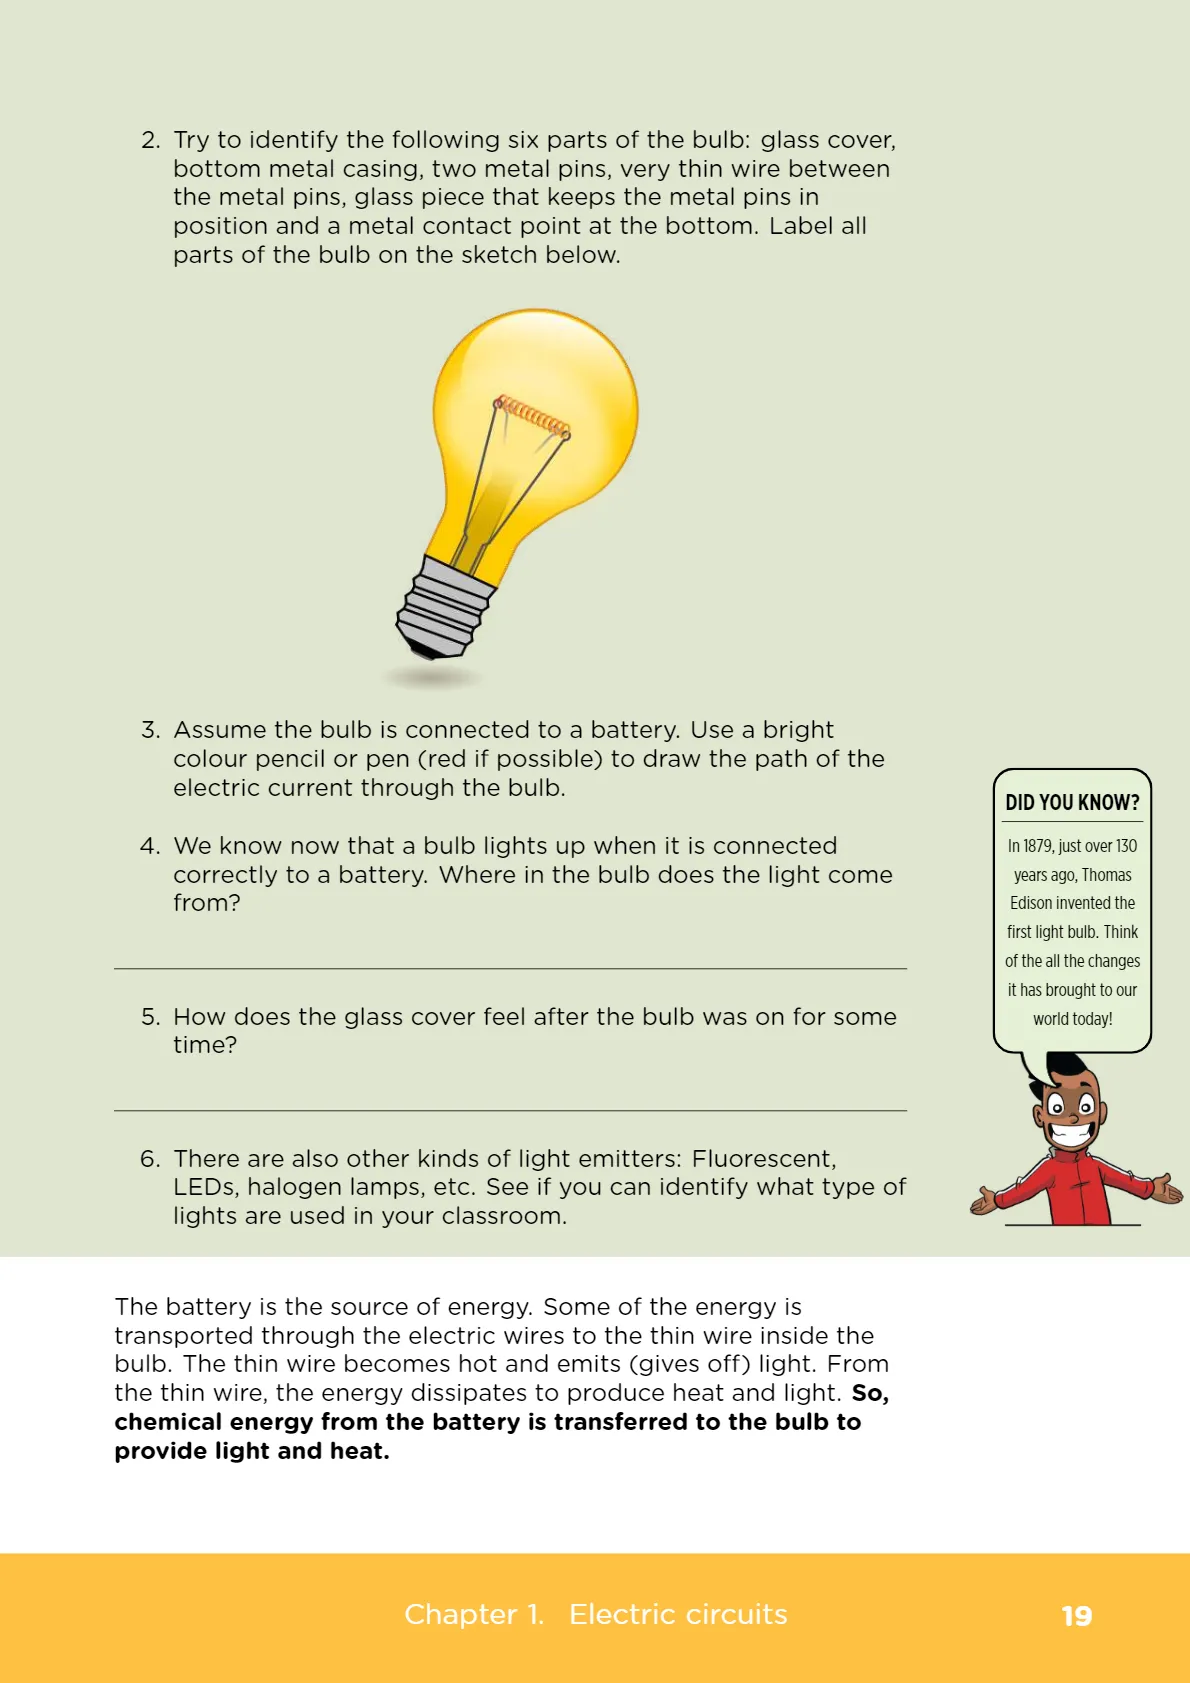 2. Try to identify the following six parts of the bulb: glass cover,
bottom metal casing, two metal pins, very thin wire between
the metal pins, glass piece that keeps the metal pins in
position and a metal contact point at the bottom. Label all
parts of the bulb on the sketch below.
3. Assume the bulb is connected to a battery. Use a bright
colour pencil or pen (red if possible) to draw the path of the
electric current through the bulb.
4. We know now that a bulb lights up when it is connected
correctly to a battery. Where in the bulb does the light come
from?
5. How does the glass cover feel after the bulb was on for some
time?
6. There are also other kinds of light emitters: Fluorescent,
LEDs, halogen lamps, etc. See if you can identify what type of
lights are used in your classroom.
DID YOU KNOW?
In 1879, just over 130
years ago, Thomas
Edison invented the
first light bulb. Think
of the all the changes
it has brought to our
world today!
The battery is the source of energy. Some of the energy is
transported through the electric wires to the thin wire inside the
bulb. The thin wire becomes hot and emits (gives off) light. From
the thin wire, the energy dissipates to produce heat and light. So,
chemical energy from the battery is transferred to the bulb to
provide light and heat.
Chapter 1. Electric circuits
19